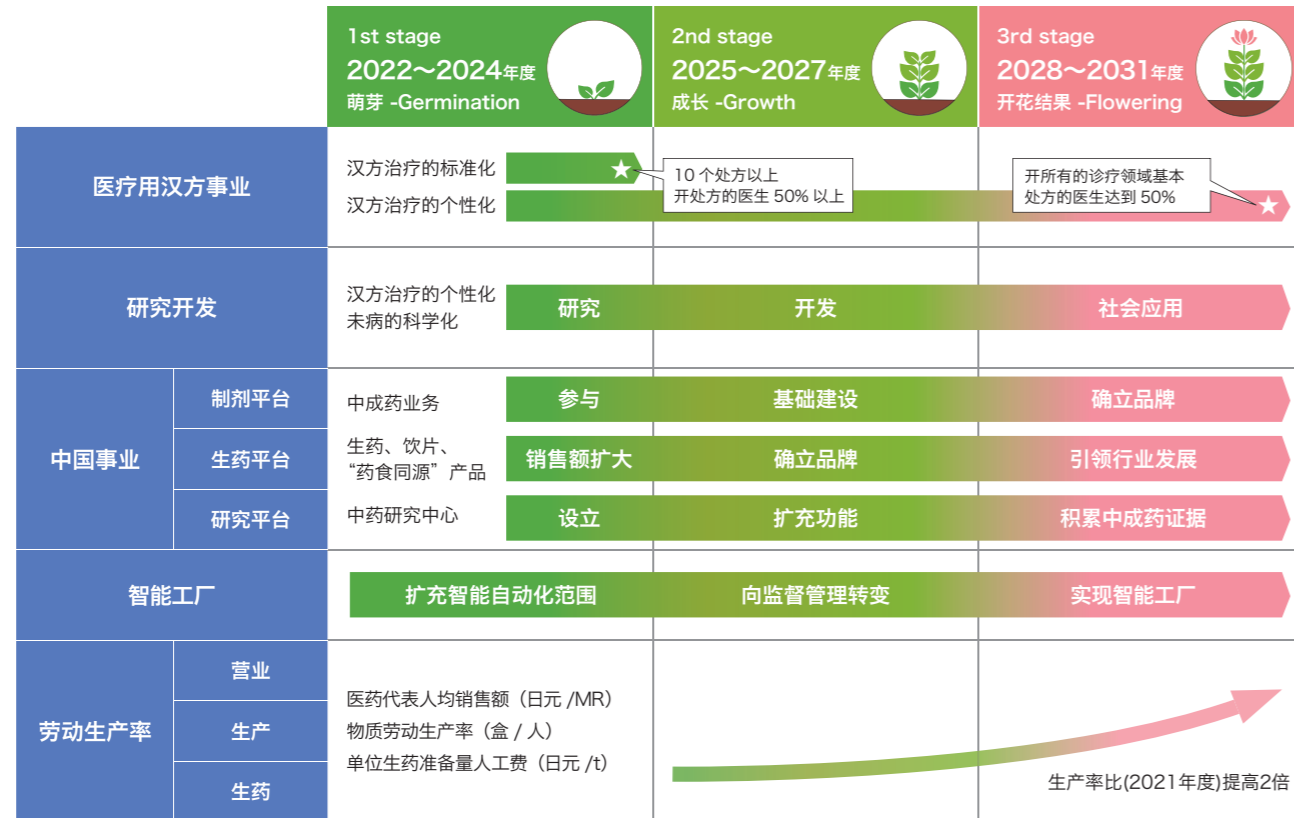 1st stage
2022～2024年度
萌芽 -Germination
2nd stage
2025～2027年度
成长 -Growth
3rd stage
2028～2031年度
开花结果 -Flowering
医疗用汉方事业
汉方治疗的标准化
汉方治疗的个性化
10 个处方以上
开处方的医生 50% 以上
开所有的诊疗领域基本
处方的医生达到 50%
研究开发
汉方治疗的个性化
未病的科学化
研究
开发
社会应用
中国事业
制剂平台
中成药业务
参与
基础建设
确立品牌
生药平台
生药、饮片、
“药食同源”产品
销售额扩大
确立品牌
引领行业发展
研究平台
中药研究中心
设立
扩充功能
积累中成药证据
智能工厂
扩充智能自动化范围
向监督管理转变
实现智能工厂
劳动生产率
营业
生产
生药
医药代表人均销售额（日元 /MR）
物质劳动生产率（盒 / 人）
单位生药准备量人工费（日元 /t）
生产率比(2021年度)提高2倍